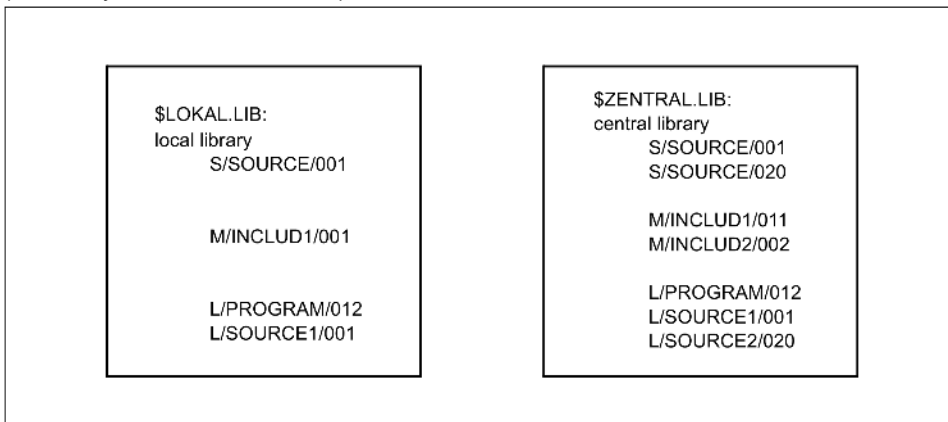 $LOKAL.LIB:
local library
S/SOURCE/001
M/INCLUD1/001
L/PROGRAM/012
L/SOURCE1/001
$ZENTRAL.LIB:
central library
S/SOURCE/001
S/SOURCE/020
M/INCLUD1/011
M/INCLUD2/002
L/PROGRAM/012
L/SOURCE1/001
L/SOURCE2/020